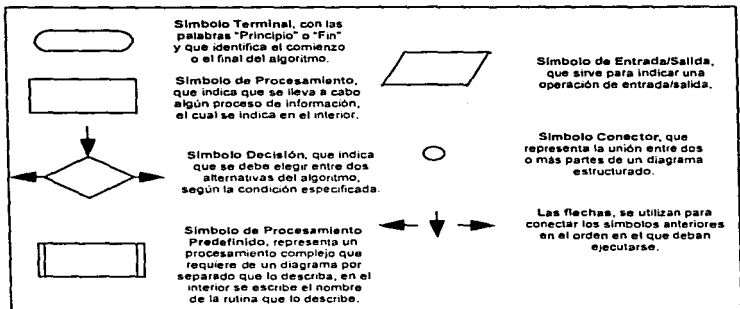 Símbolo Terminal, con las
palabras "Principio" o "Fin"
y que identifica el comienzo
o el final del algoritmo.
Símbolo de Procesamiento,
que indica que se lleva a cabo
algún proceso de información,
el cual se indica en el interior.
Símbolo Decisión, que indica
que se debe elegir entre dos
alternativas del algoritmo,
según la condición especificada.
Símbolo de Procesamiento
Predefinido, representa un
procesamiento complejo que
requiere de un diagrama por
separado que lo describa, en el
interior se escribe el nombre
de la rutina que lo describe.
Símbolo de Entrada/Salida,
que sirve para indicar una
operación de entrada/salida.
Símbolo Conector, que
representa la unión entre dos
o más partes de un diagrama
estructurado.
Las flechas, se utilizan para
conectar los símbolos anteriores
en el orden en el que deban
ejecutarse.